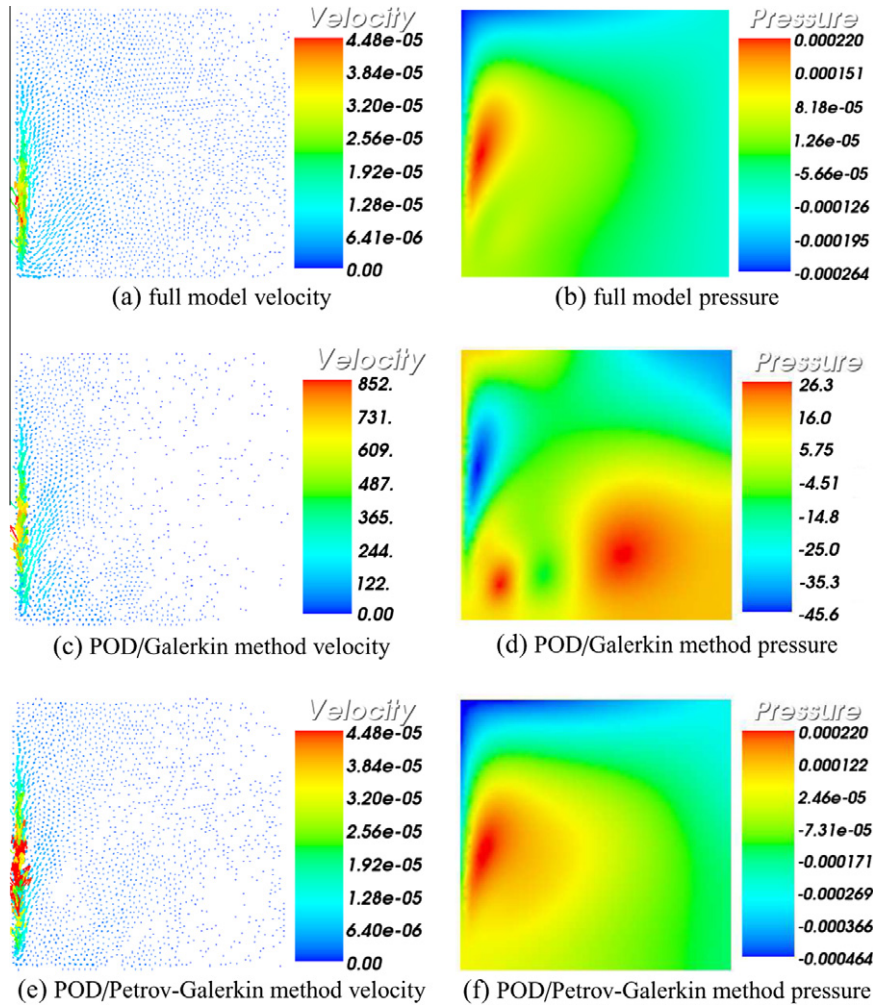 Velocity
4.48e-05
3.84e-05
3.20e-05
2.56e-05
1.92e-05
1.28e-05
6.41e-06
0.00
(a) full model velocity
Pressure
0.000220
0.000151
8.18e-05
1.26e-05
-5.66e-05
-0.000126
-0.000195
-0.000264
(b) full model pressure
Velocity
852.
731.
609.
487.
365.
244.
122.
0.00
(c) POD/Galerkin method velocity
Pressure
26.3
16.0
5.75
-4.51
-14.8
-25.0
-35.3
-45.6
(d) POD/Galerkin method pressure
Velocity
4.48e-05
3.84e-05
3.20e-05
2.56e-05
1.92e-05
1.28e-05
6.40e-06
0.00
(e) POD/Petrov-Galerkin method velocity
Pressure
0.000220
0.000122
2.46e-05
-7.31e-05
-0.000171
-0.000269
-0.000366
-0.000464
(f) POD/Petrov-Galerkin method pressure